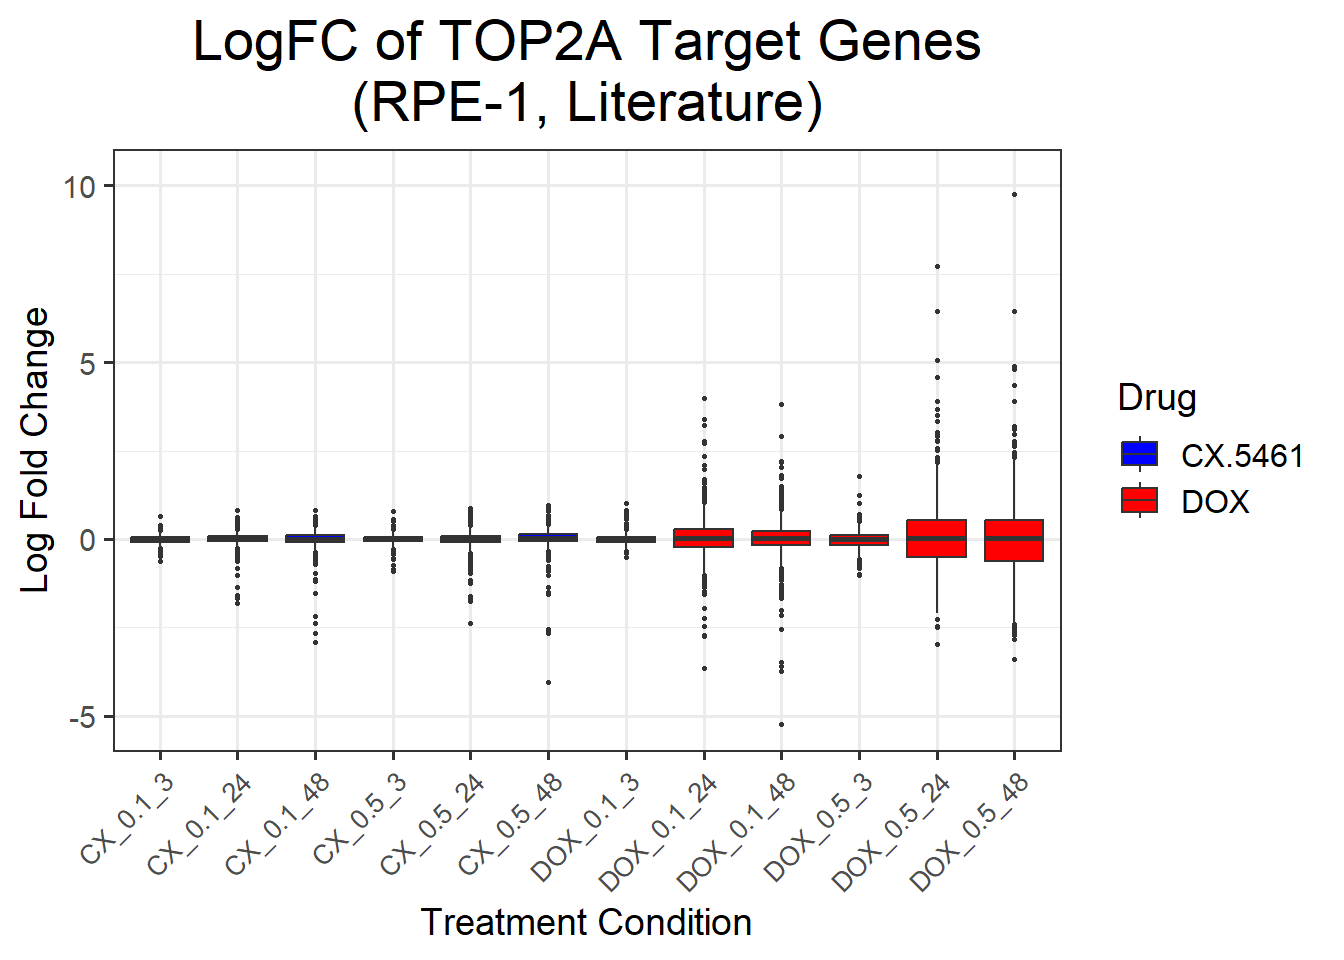 LogFC of TOP2A Target Genes
(RPE-1, Literature)
Log Fold Change
10
5
0
-5
CX_0.1_3
CX_0.1_24
CX_0.1_48
CX_0.5_3
CX_0.5_24
CX_0.5_48
DOX_0.1_3
DOX_0.1_24
DOX_0.1_48
DOX_0.5_3
DOX_0.5_24
DOX_0.5_48
Treatment Condition
Drug
CX.5461
DOX